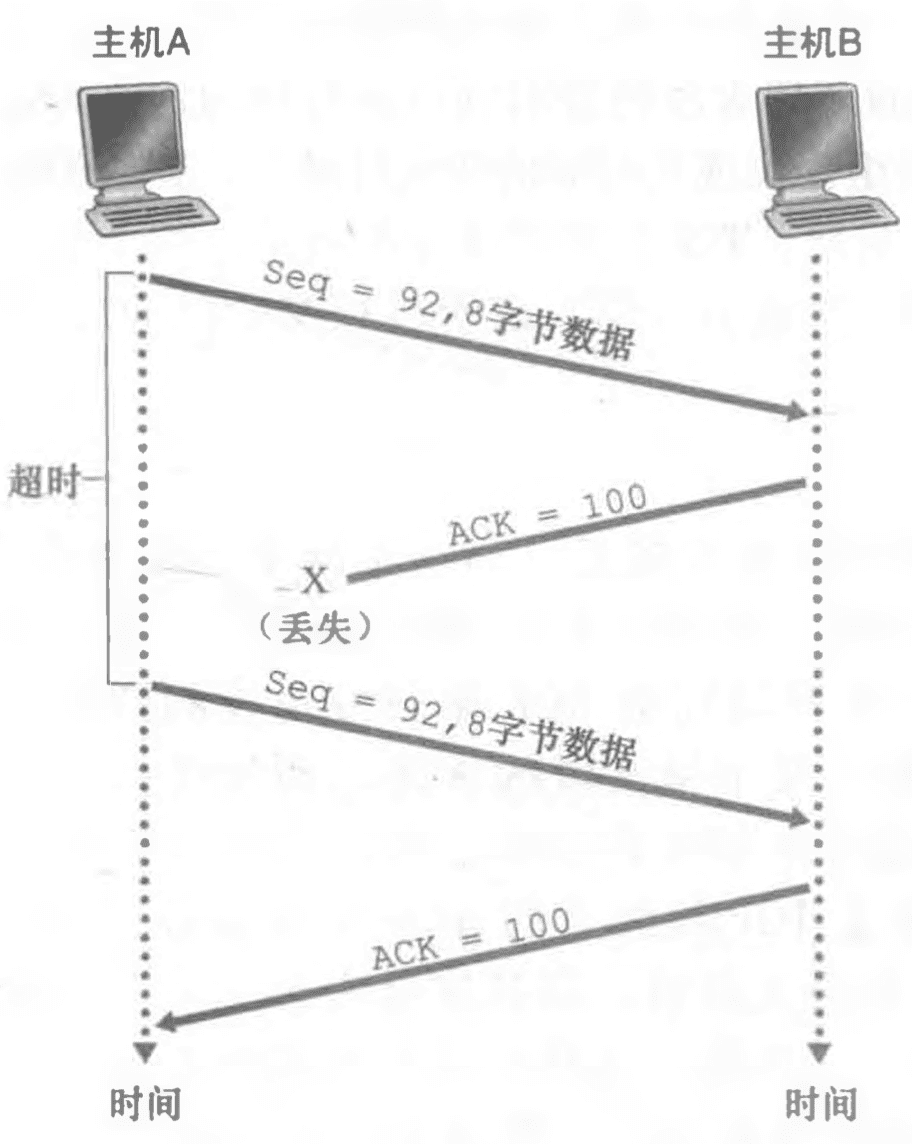 主机A
主机B
Seq = 92,8字节数据
超时
ACK = 100
X
(丢失)
Seq = 92,8字节数据
ACK = 100
时间
时间